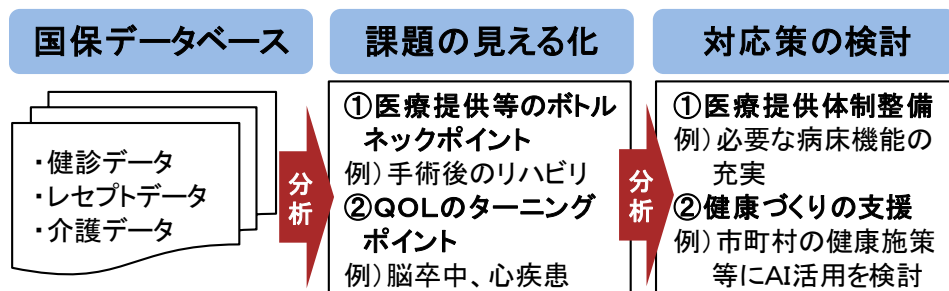 国保データベース
・健診データ
・レセプトデータ
・介護データ
分析
課題の見える化
①医療提供等のボトル
ネックポイント
例）手術後のリハビリ
②ＱＯＬのターニング
ポイント
例）脳卒中、心疾患
分析
対応策の検討
①医療提供体制整備
例）必要な病床機能の
充実
②健康づくりの支援
例）市町村の健康施策
等にAI活用を検討